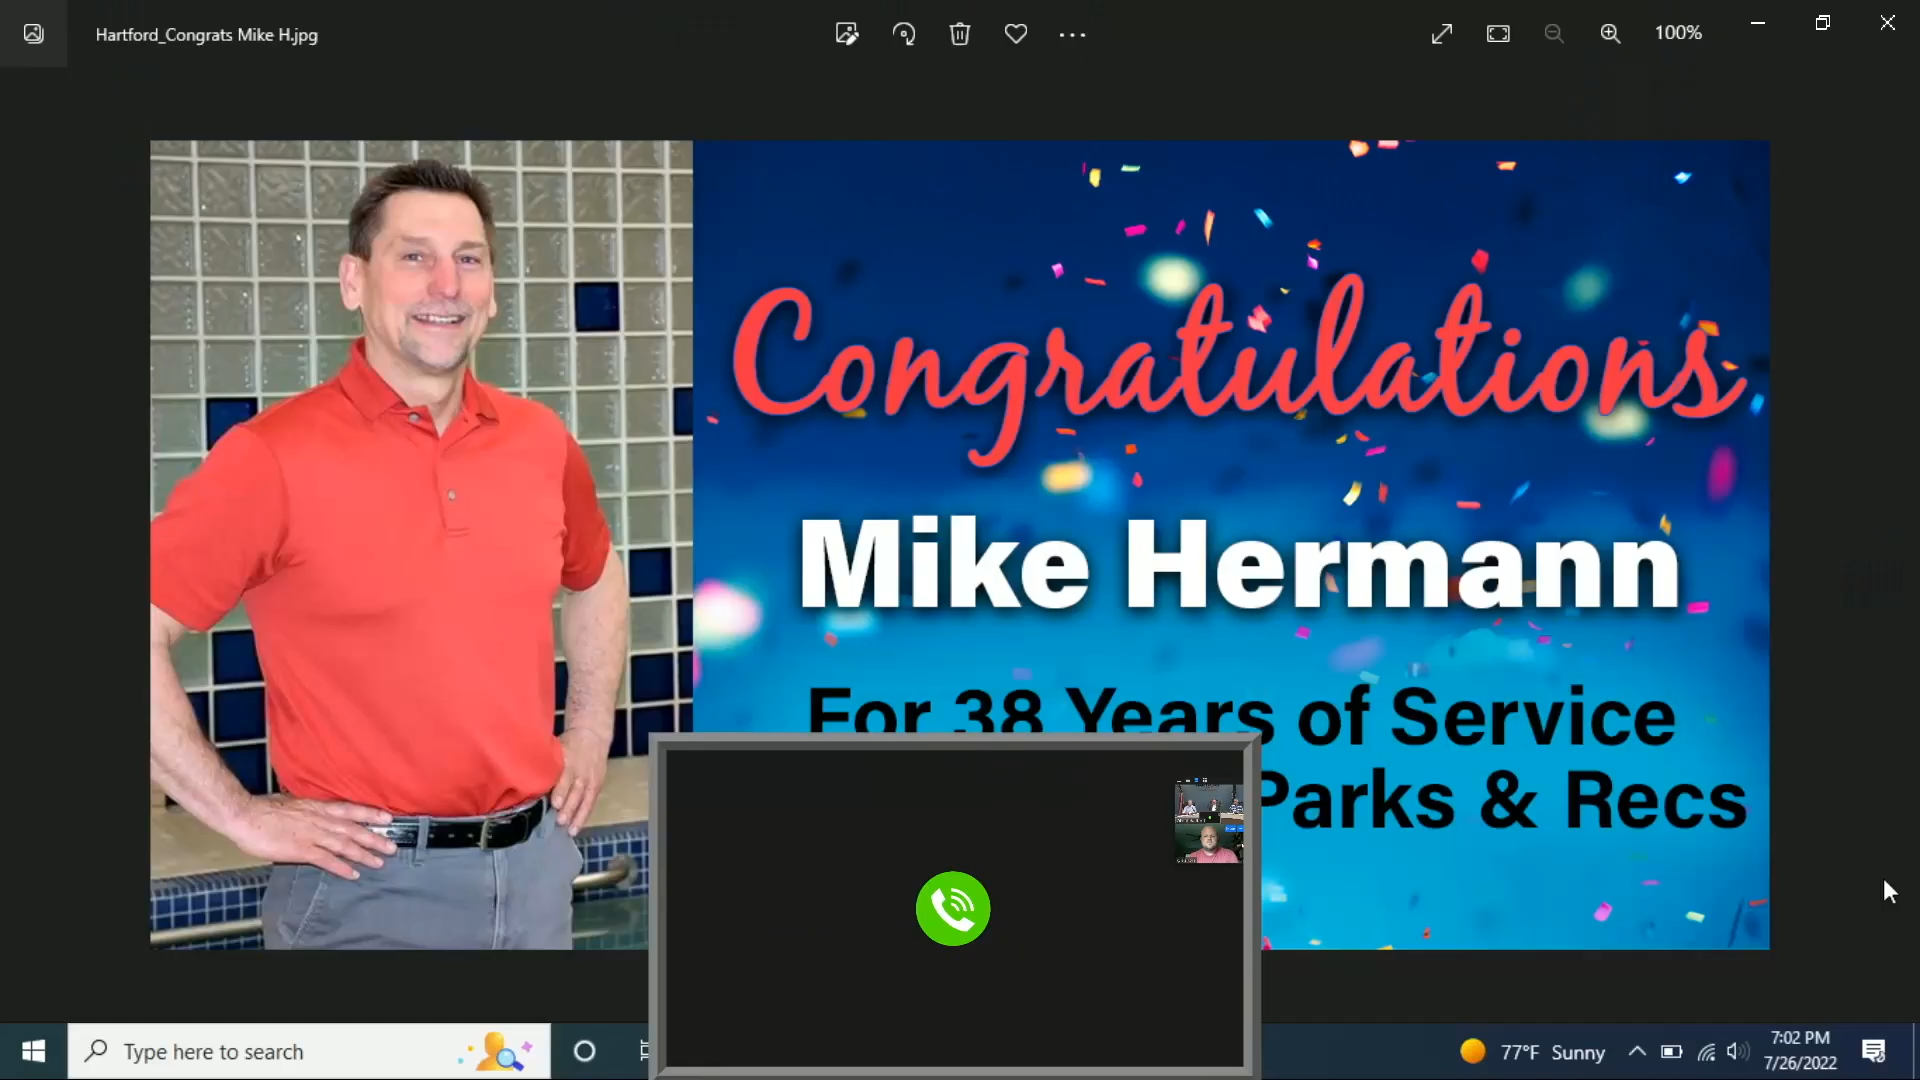 Hartford_Congrats Mike H.jpg
100%
Congratulations
Mike Hermann
For 38 Years of Service
Parks & Recs
Type here to search
77°F Sunny
7:02 PM
7/26/2022